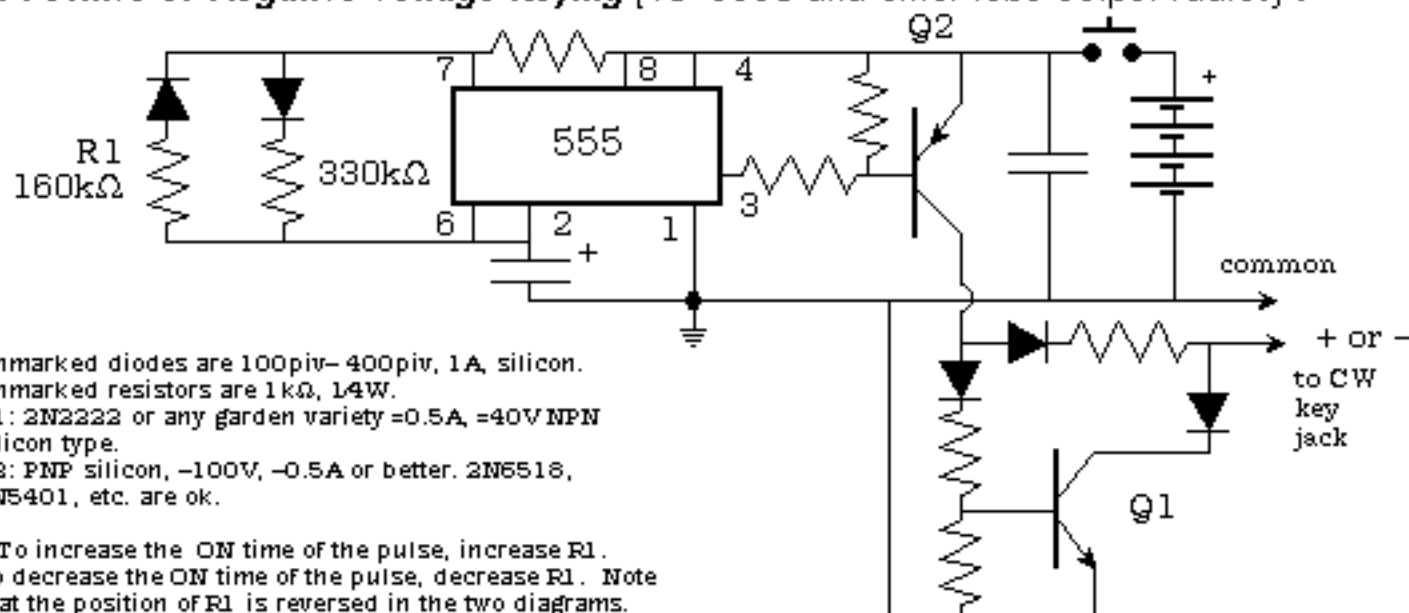 Q2
7
8
4
+
R1
160kΩ
330kΩ
555
3
6
2
1
+
common
+ or –
to CW
key
jack
Q1
nmarked diodes are 100piv– 400piv, 1A, silicon.
nmarked resistors are 1kΩ, 1⁄4W.
1: 2N2222 or any garden variety =0.5A, =40V NPN
licon type.
2: PNP silicon, –100V, –0.5A or better. 2N6518,
N5401, etc. are ok.
To increase the ON time of the pulse, increase R1.
o decrease the ON time of the pulse, decrease R1. Note
at the position of R1 is reversed in the two diagrams.